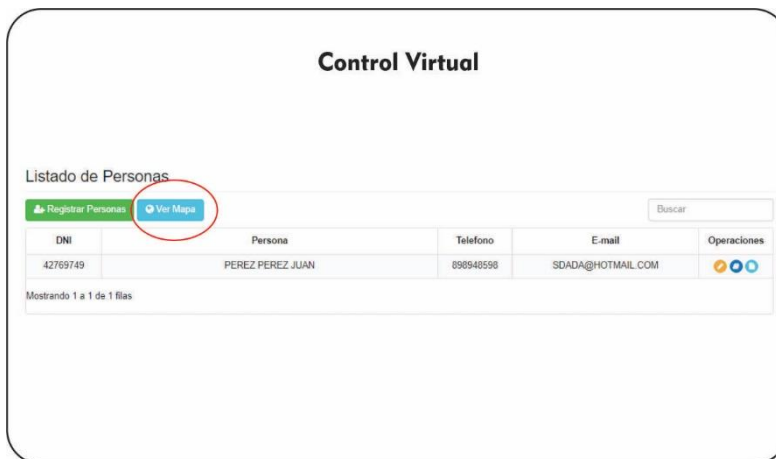 Control Virtual
Listado de Personas
Registrar Personas Ver Mapa Buscar
DNI Persona Telefono E-mail Operaciones
42769749 PEREZ PEREZ JUAN 898948598 SDADA@HOTMAIL.COM
Mostrando 1 a 1 de 1 filas